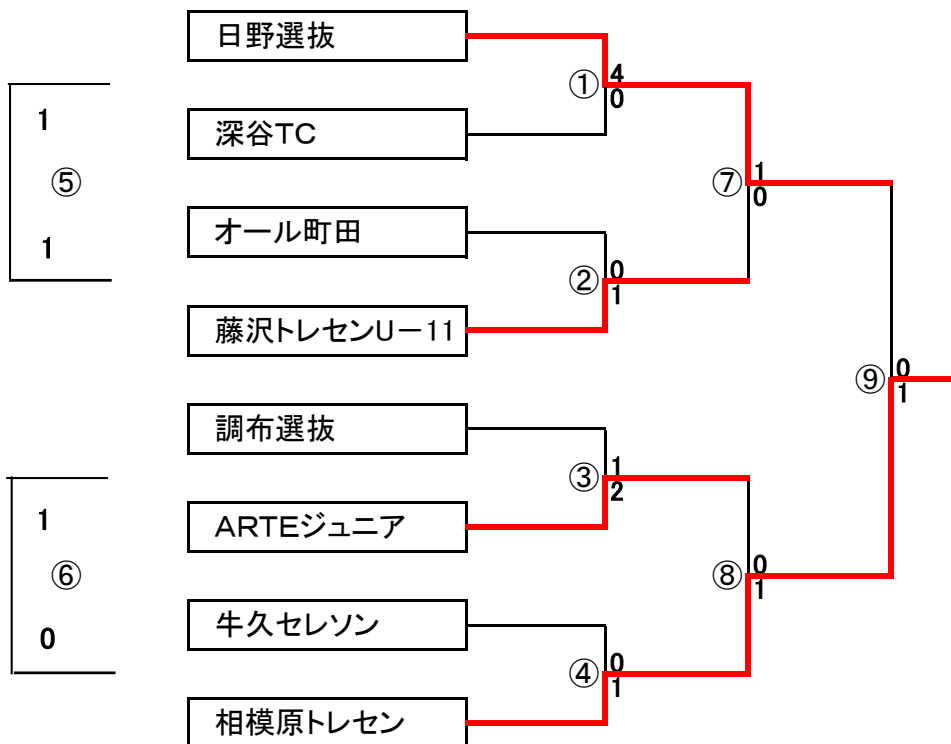 日野選抜
① 4
0
1
深谷TC
⑤
⑦ 1
0
オール町田
1
② 0
1
藤沢トレセンU－11
⑨ 0
1
調布選抜
③ 1
2
1
ARTEジュニア
⑥
⑧ 0
1
牛久セレソン
0
④ 0
1
相模原トレセン